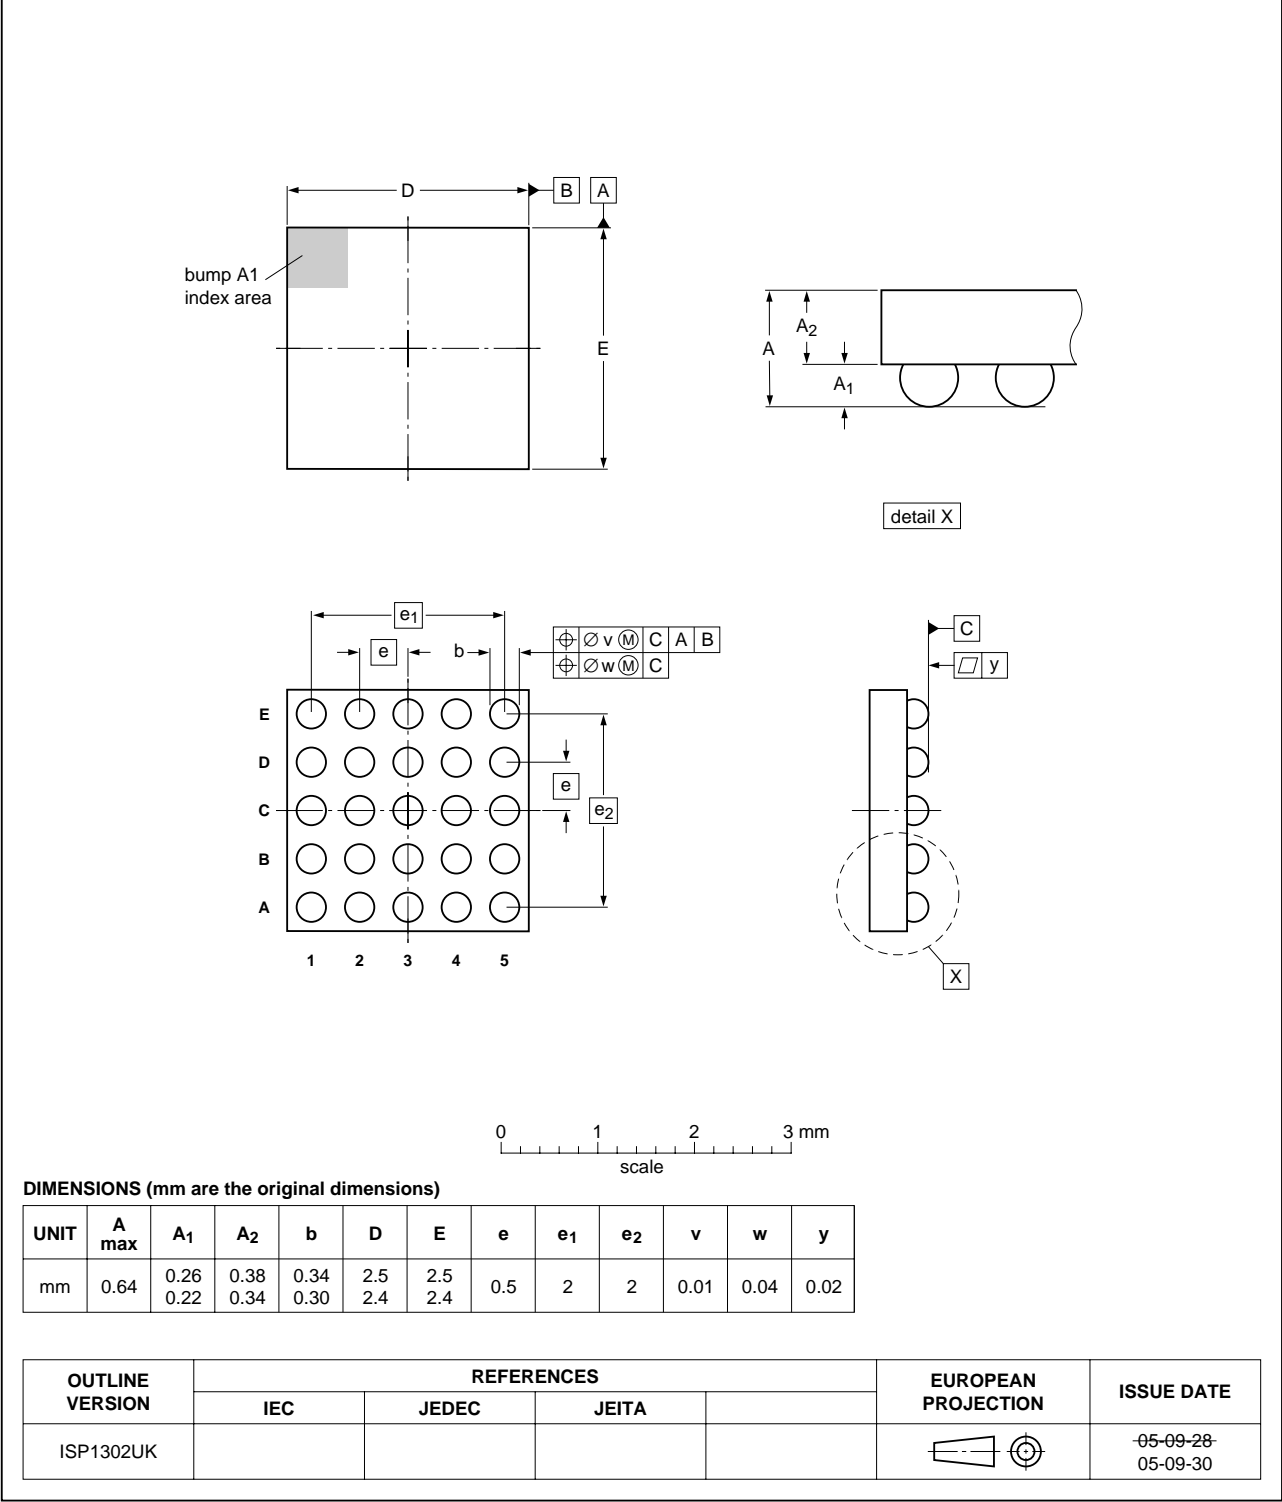 D
B
A
bump A1
index area
E
A
A2
A1
detail X
e1
e
b
⌖ ∅ v Ⓜ C A B
⌖ ∅ w Ⓜ C
C
▱ y
E
D
C
B
A
e
e2
1 2 3 4 5
X
0 1 2 3 mm
scale
DIMENSIONS (mm are the original dimensions)
UNIT A max A1 A2 b D E e e1 e2 v w y
mm 0.64 0.26 0.22 0.38 0.34 0.34 0.30 2.5 2.4 2.5 2.4 0.5 2 2 0.01 0.04 0.02
OUTLINE VERSION REFERENCES EUROPEAN PROJECTION ISSUE DATE
IEC JEDEC JEITA
ISP1302UK
05-09-28
05-09-30